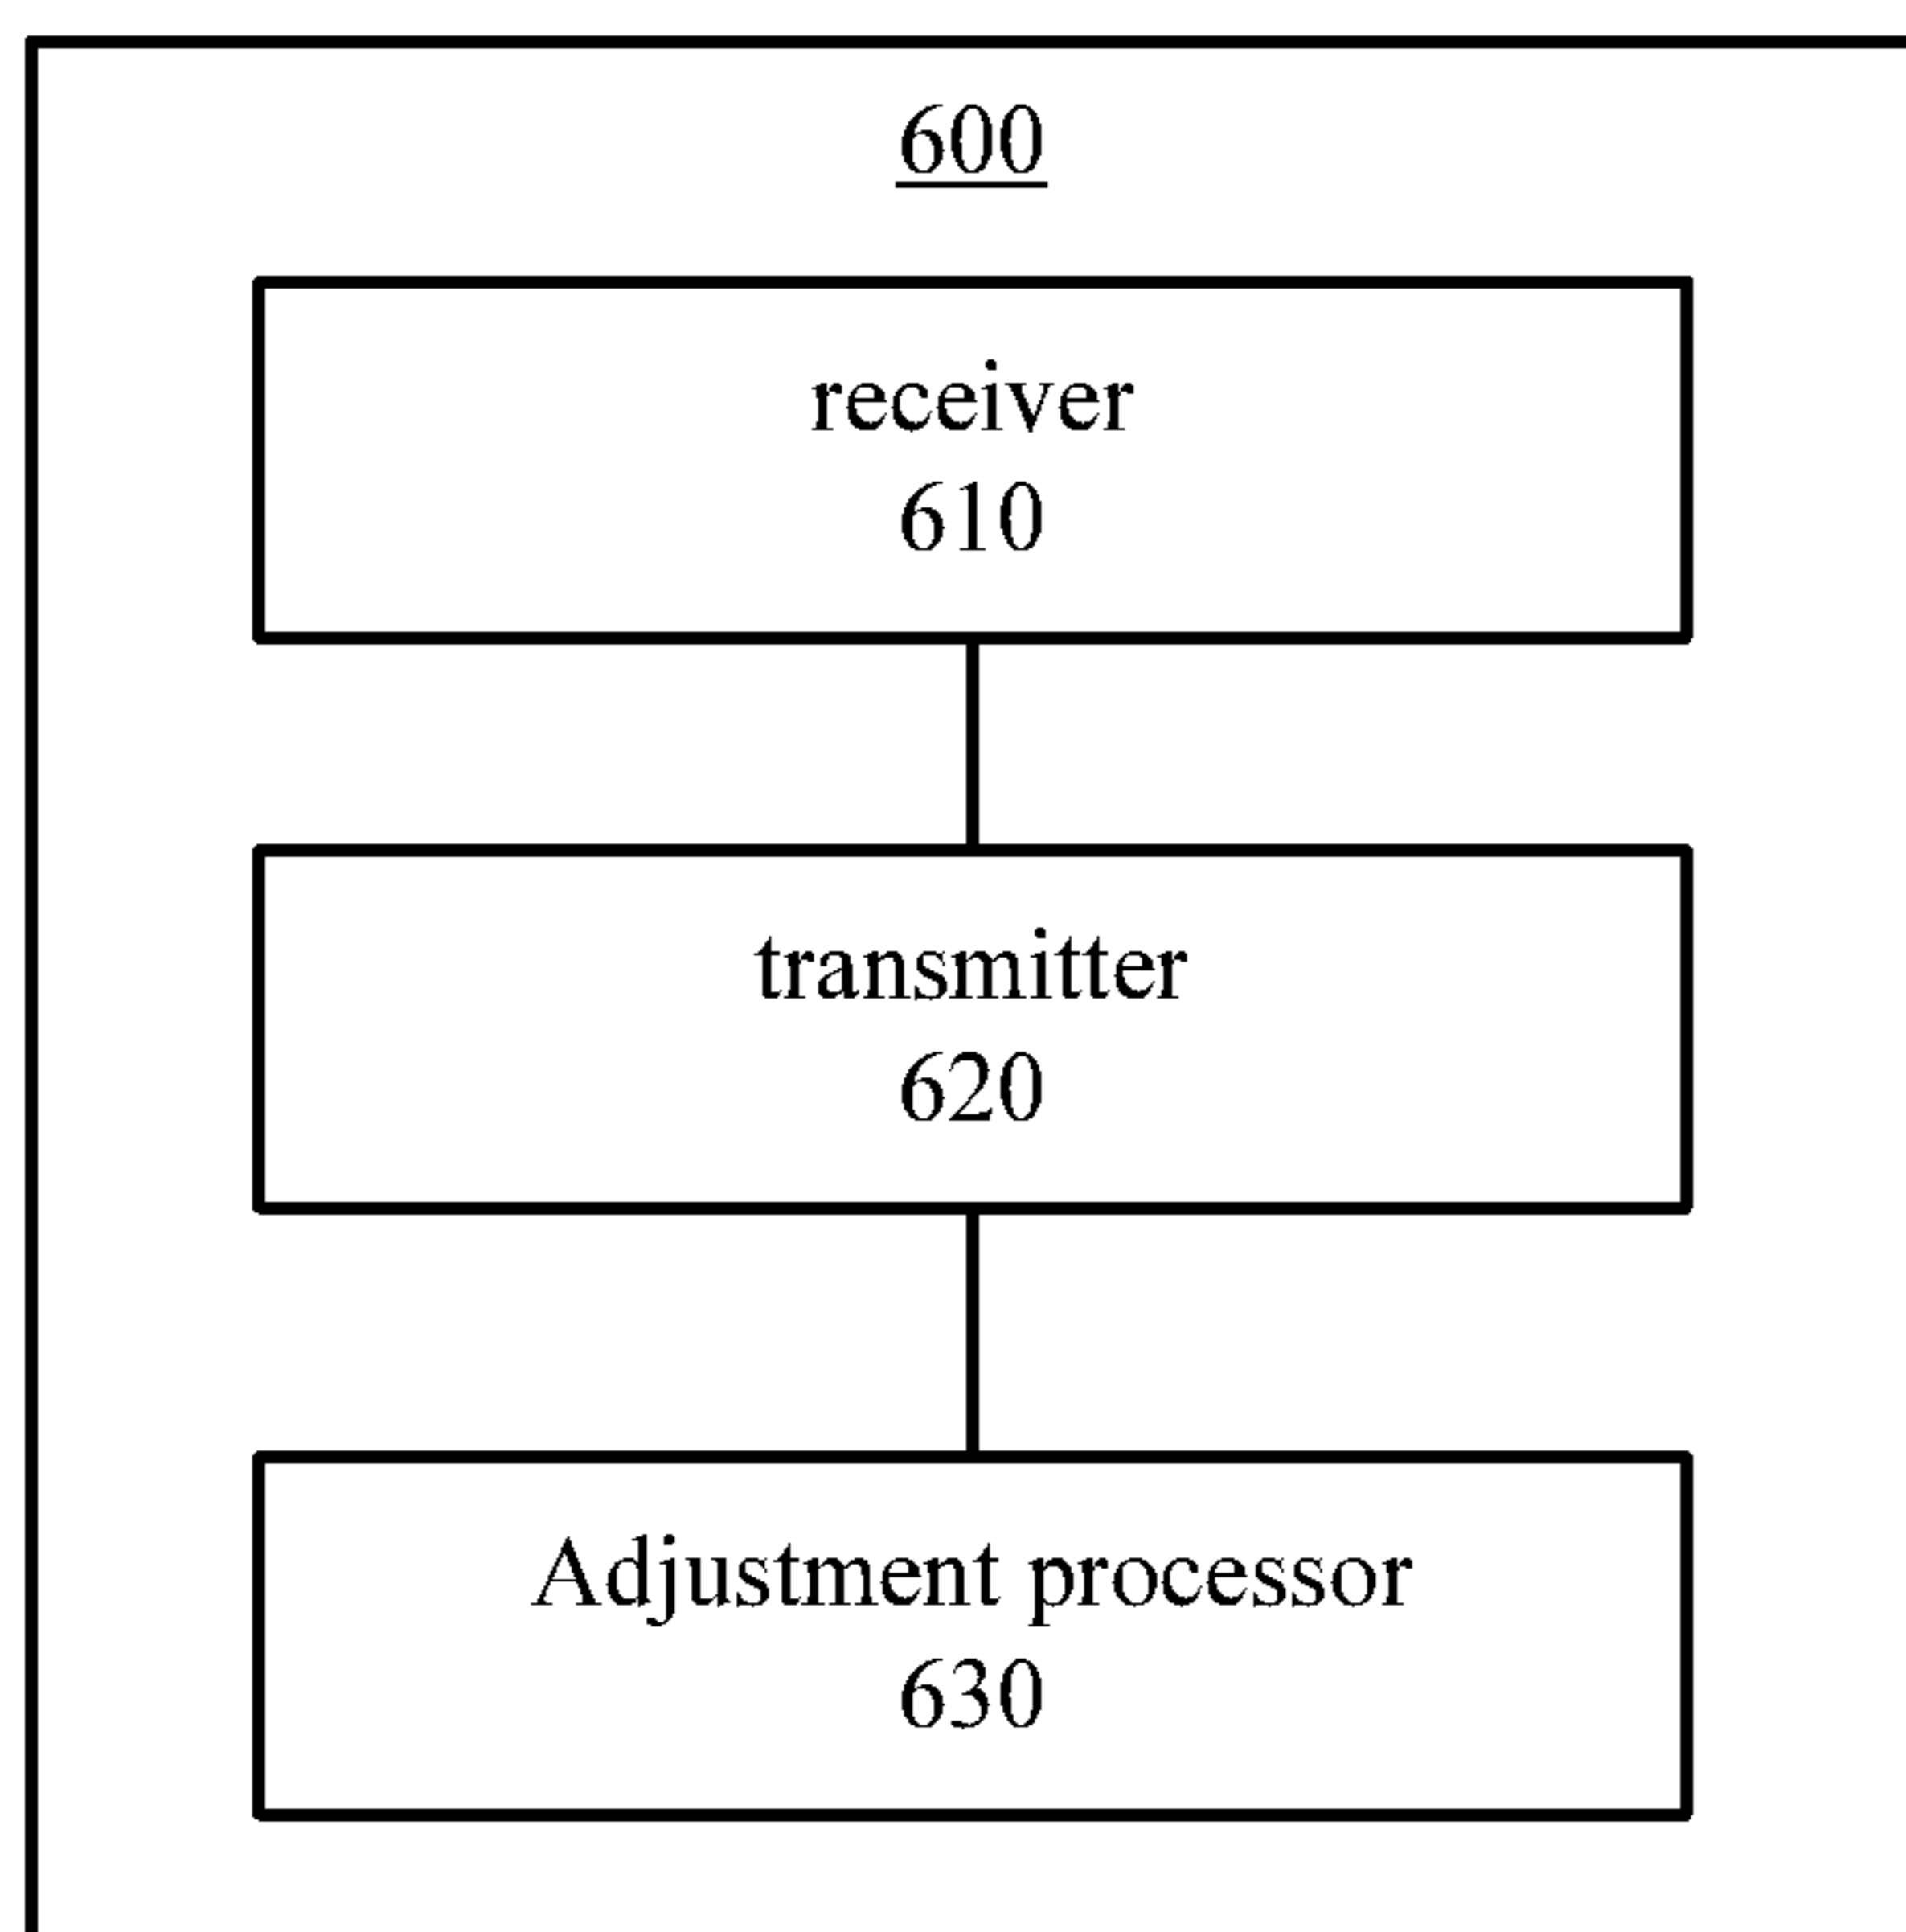 600
receiver
610
transmitter
620
Adjustment processor
630